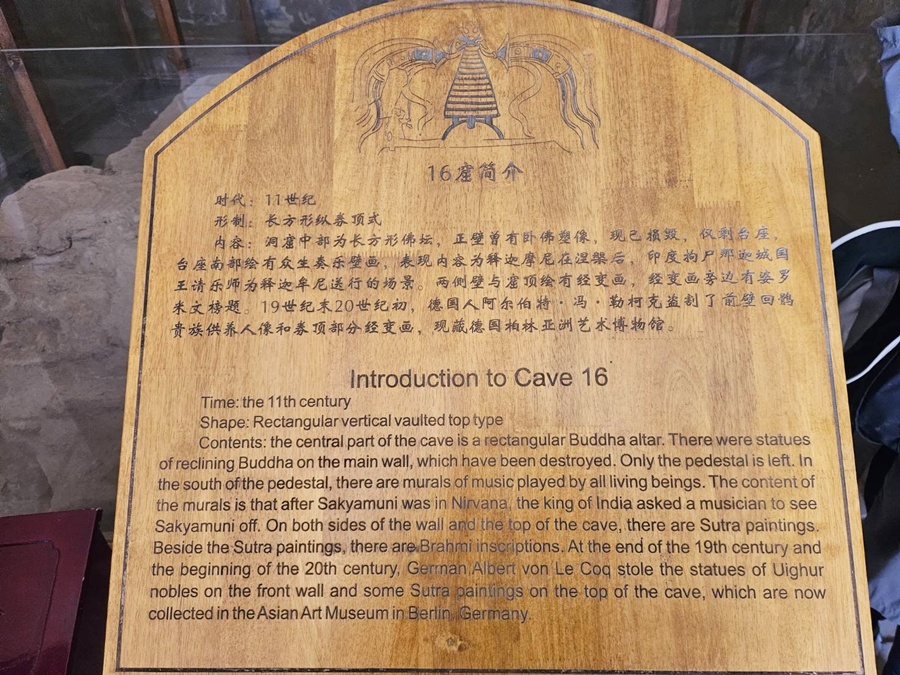 16窟简介
时代：11世纪
形制：长方形纵券顶式
内容：洞窟中部为长方形佛坛，正壁曾有卧佛塑像，现已损毁，仅剩台座，
台座南部绘有众生奏乐壁画，表现内容为释迦摩尼在涅槃后，印度拘尸那迦城国
王请乐师为释迦牟尼送行的场景。两侧壁与窟顶绘有经变画，经变画旁边有婆罗
米文榜题。19世纪末20世纪初，德国人阿尔伯特·冯·勒柯克盗割了前壁回鹘
贵族供养人像和券顶部分经变画，现藏德国柏林亚洲艺术博物馆。
Introduction to Cave 16
Time: the 11th century
Shape: Rectangular vertical vaulted top type
Contents: the central part of the cave is a rectangular Buddha altar. There were statues
of reclining Buddha on the main wall, which have been destroyed. Only the pedestal is left. In
the south of the pedestal, there are murals of music played by all living beings. The content of
the murals is that after Sakyamuni was in Nirvana, the king of India asked a musician to see
Sakyamuni off. On both sides of the wall and the top of the cave, there are Sutra paintings.
Beside the Sutra paintings, there are Brahmi inscriptions. At the end of the 19th century and
the beginning of the 20th century, German Albert von Le Coq stole the statues of Uighur
nobles on the front wall and some Sutra paintings on the top of the cave, which are now
collected in the Asian Art Museum in Berlin, Germany.